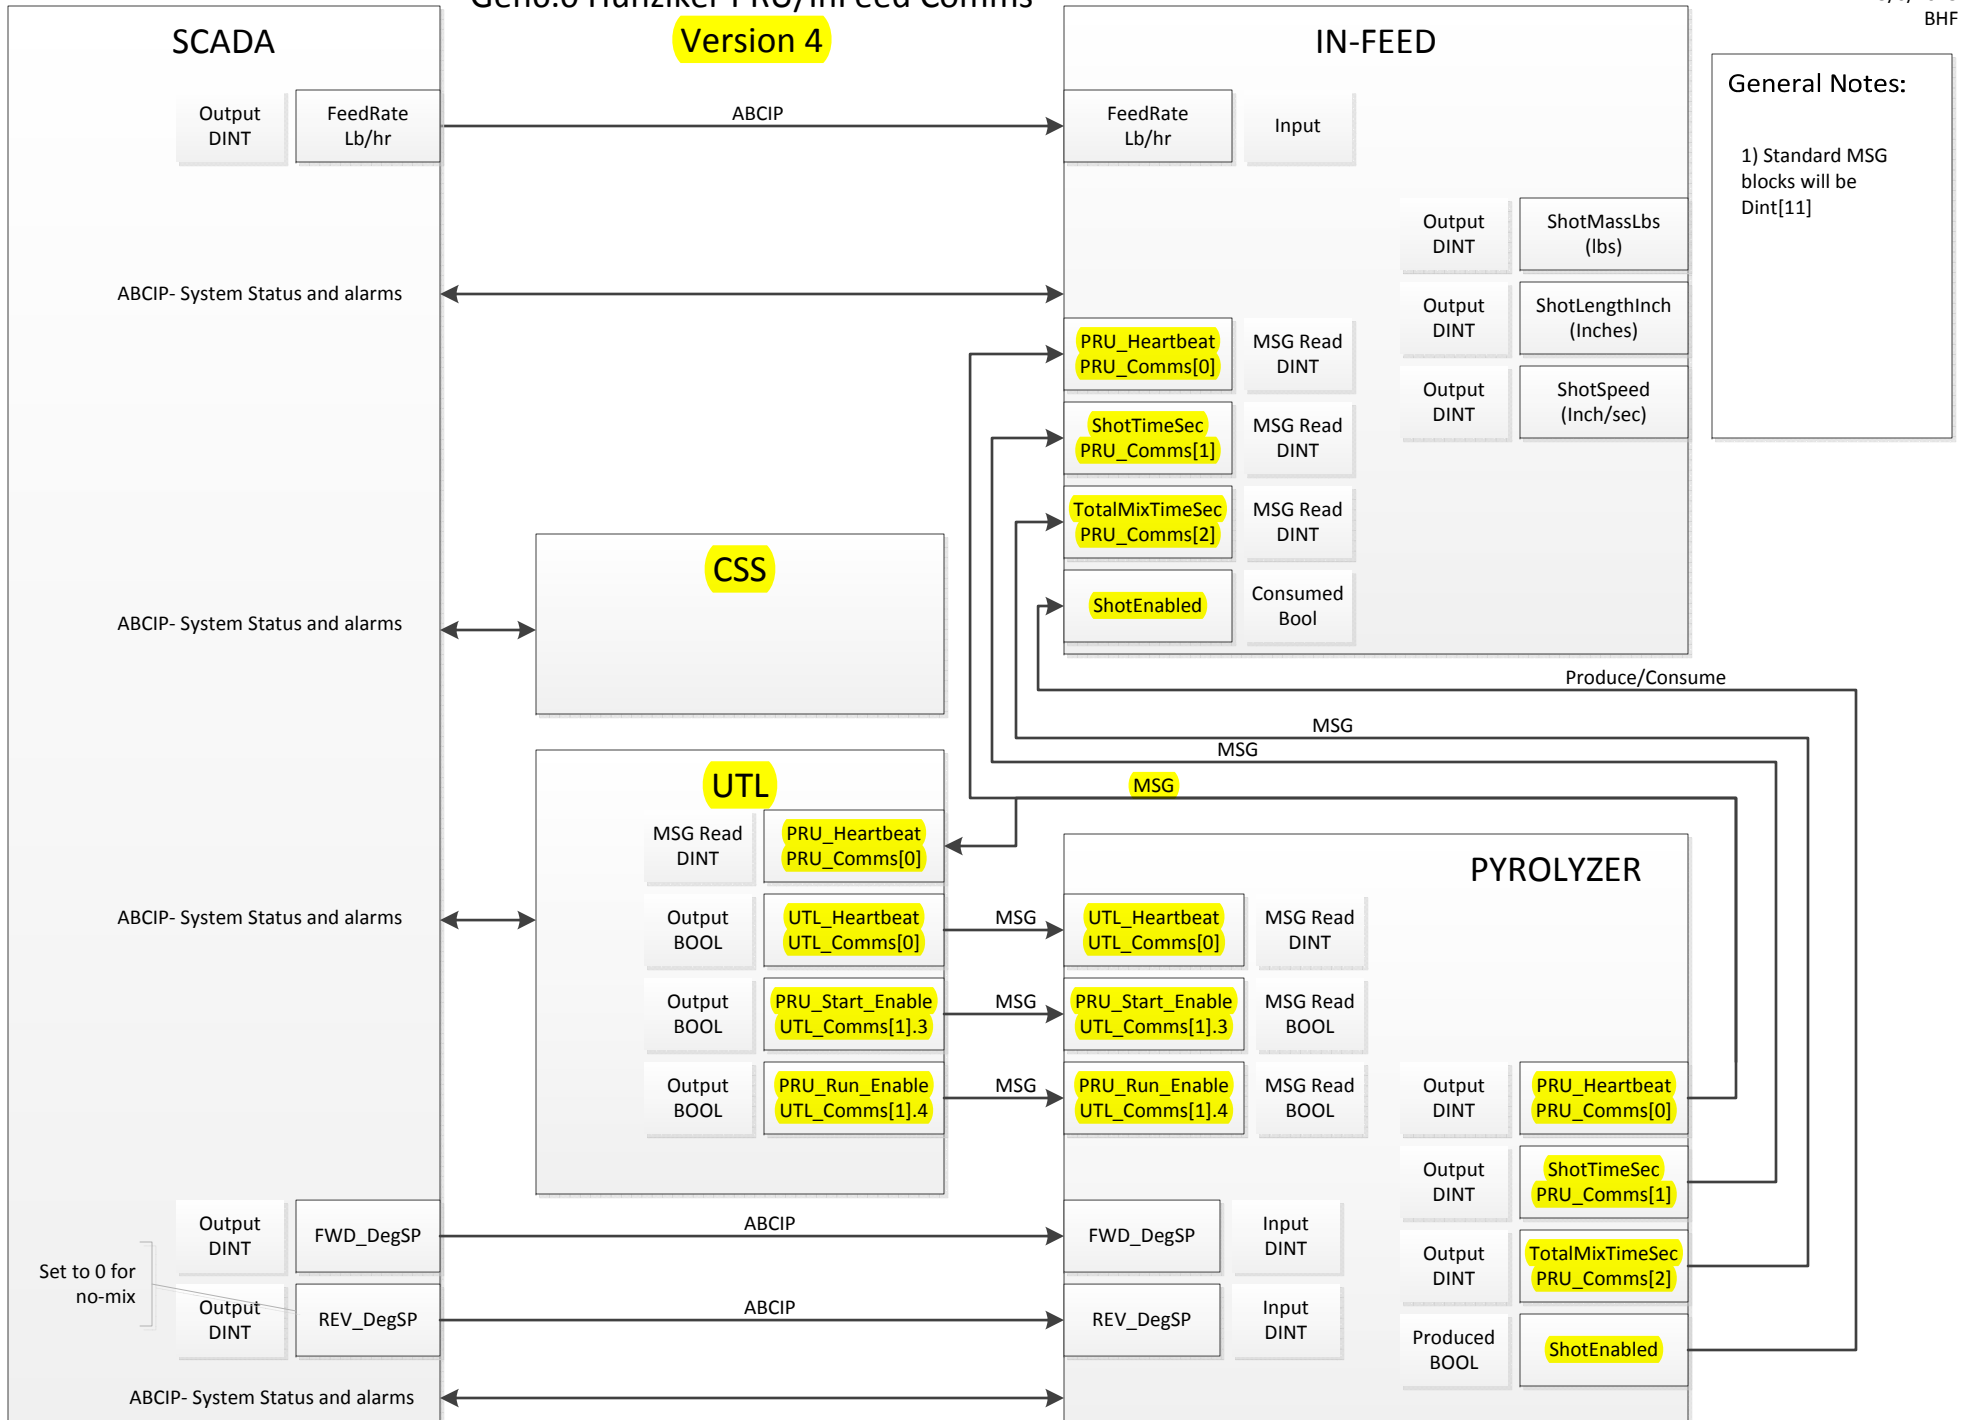 PRU/InFeed Comms
Version 4
BHF
SCADA
Output
DINT
FeedRate
Lb/hr
ABCIP
ABCIP- System Status and alarms
ABCIP- System Status and alarms
ABCIP- System Status and alarms
Output
DINT
FWD_DegSP
ABCIP
Set to 0 for
no-mix
Output
DINT
REV_DegSP
ABCIP
ABCIP- System Status and alarms
CSS
UTL
MSG Read
DINT
PRU_Heartbeat
PRU_Comms[0]
Output
BOOL
UTL_Heartbeat
UTL_Comms[0]
MSG
Output
BOOL
PRU_Start_Enable
UTL_Comms[1].3
MSG
Output
BOOL
PRU_Run_Enable
UTL_Comms[1].4
MSG
IN-FEED
FeedRate
Lb/hr
Input
Output
DINT
ShotMassLbs
(lbs)
Output
DINT
ShotLengthInch
(Inches)
Output
DINT
ShotSpeed
(Inch/sec)
PRU_Heartbeat
PRU_Comms[0]
MSG Read
DINT
ShotTimeSec
PRU_Comms[1]
MSG Read
DINT
TotalMixTimeSec
PRU_Comms[2]
MSG Read
DINT
ShotEnabled
Consumed
Bool
Produce/Consume
MSG
MSG
MSG
PYROLYZER
UTL_Heartbeat
UTL_Comms[0]
MSG Read
DINT
PRU_Start_Enable
UTL_Comms[1].3
MSG Read
BOOL
PRU_Run_Enable
UTL_Comms[1].4
MSG Read
BOOL
Output
DINT
PRU_Heartbeat
PRU_Comms[0]
Output
DINT
ShotTimeSec
PRU_Comms[1]
FWD_DegSP
Input
DINT
Output
DINT
TotalMixTimeSec
PRU_Comms[2]
REV_DegSP
Input
DINT
Produced
BOOL
ShotEnabled
General Notes:
1) Standard MSG
blocks will be
Dint[11]